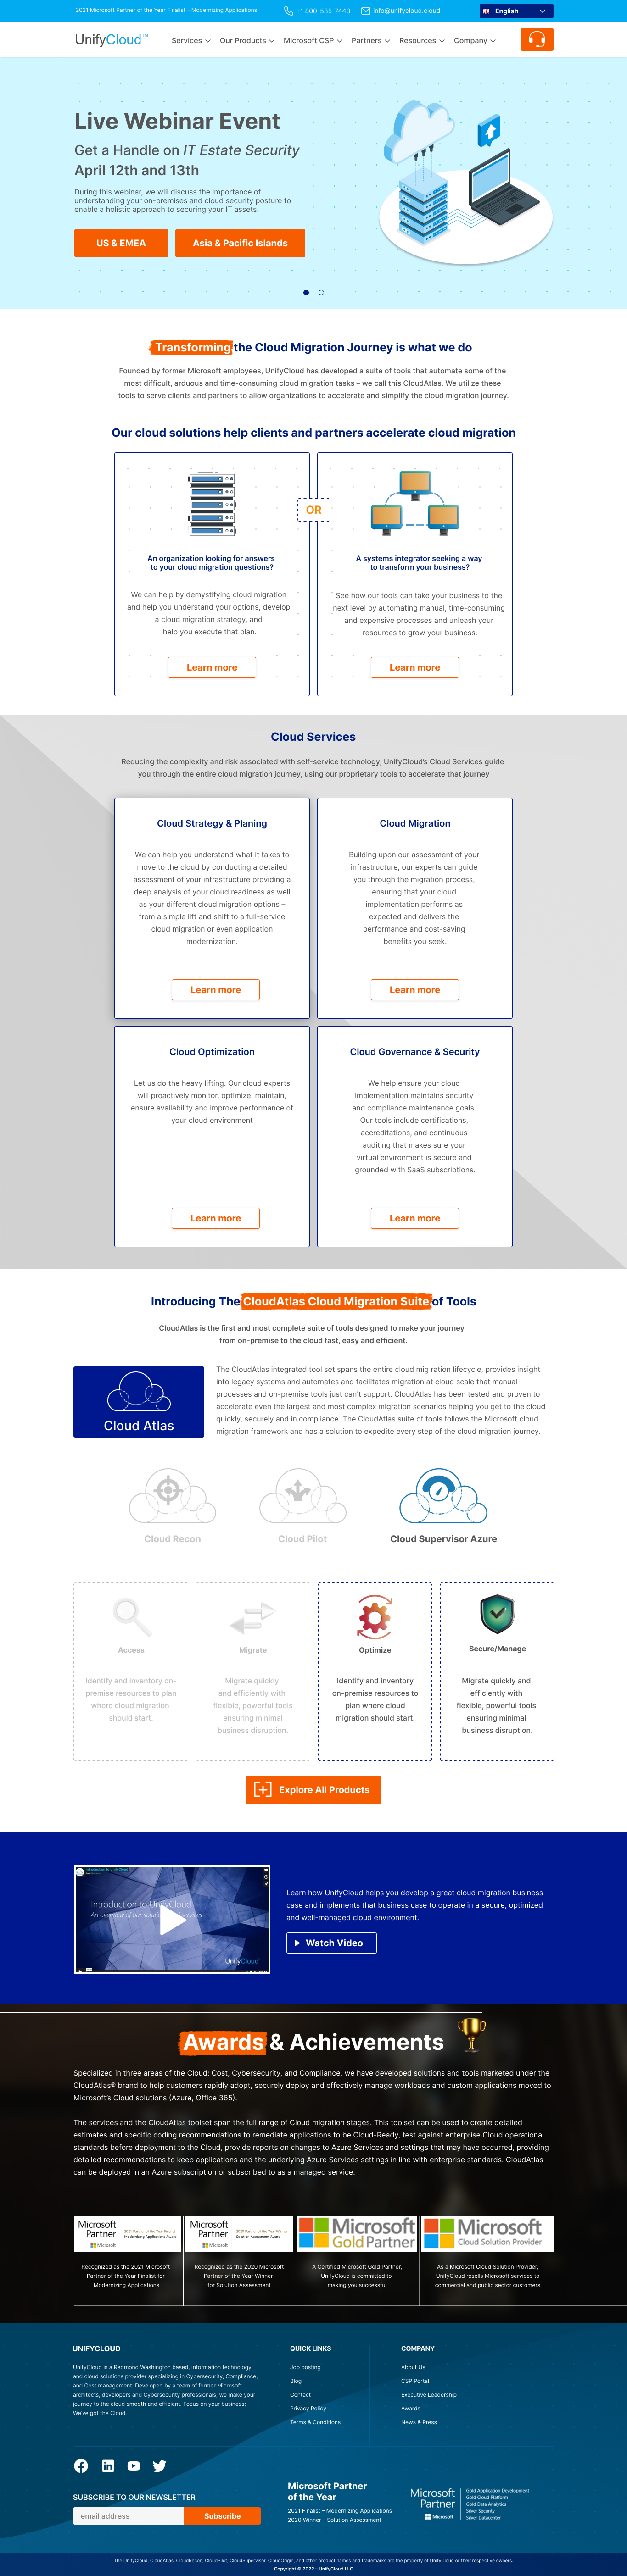 2021 Microsoft Partner of the Year Finalist – Modernizing Applications
+1 800-535-7443
info@unifycloud.cloud
English
UnifyCloud™
Services
Our Products
Microsoft CSP
Partners
Resources
Company
Live Webinar Event
Get a Handle on IT Estate Security
April 12th and 13th
During this webinar, we will discuss the importance of
understanding your on-premises and cloud security posture to
enable a holistic approach to securing your IT assets.
US & EMEA
Asia & Pacific Islands
Transforming the Cloud Migration Journey is what we do
Founded by former Microsoft employees, UnifyCloud has developed a suite of tools that automate some of the
most difficult, arduous and time-consuming cloud migration tasks – we call this CloudAtlas. We utilize these
tools to serve clients and partners to allow organizations to accelerate and simplify the cloud migration journey.
Our cloud solutions help clients and partners accelerate cloud migration
OR
An organization looking for answers
to your cloud migration questions?
We can help by demystifying cloud migration
and help you understand your options, develop
a cloud migration strategy, and
help you execute that plan.
Learn more
A systems integrator seeking a way
to transform your business?
See how our tools can take your business to the
next level by automating manual, time-consuming
and expensive processes and unleash your
resources to grow your business.
Learn more
Cloud Services
Reducing the complexity and risk associated with self-service technology, UnifyCloud's Cloud Services guide
you through the entire cloud migration journey, using our proprietary tools to accelerate that journey
Cloud Strategy & Planing
We can help you understand what it takes to
move to the cloud by conducting a detailed
assessment of your infrastructure providing a
deep analysis of your cloud readiness as well
as your different cloud migration options –
from a simple lift and shift to a full-service
cloud migration or even application
modernization.
Learn more
Cloud Migration
Building upon our assessment of your
infrastructure, our experts can guide
you through the migration process,
ensuring that your cloud
implementation performs as
expected and delivers the
performance and cost-saving
benefits you seek.
Learn more
Cloud Optimization
Let us do the heavy lifting. Our cloud experts
will proactively monitor, optimize, maintain,
ensure availability and improve performance of
your cloud environment
Learn more
Cloud Governance & Security
We help ensure your cloud
implementation maintains security
and compliance maintenance goals.
Our tools include certifications,
accreditations, and continuous
auditing that makes sure your
virtual environment is secure and
grounded with SaaS subscriptions.
Learn more
Introducing The CloudAtlas Cloud Migration Suite of Tools
CloudAtlas is the first and most complete suite of tools designed to make your journey
from on-premise to the cloud fast, easy and efficient.
Cloud Atlas
The CloudAtlas integrated tool set spans the entire cloud mig ration lifecycle, provides insight
into legacy systems and automates and facilitates migration at cloud scale that manual
processes and on-premise tools just can't support. CloudAtlas has been tested and proven to
accelerate even the largest and most complex migration scenarios helping you get to the cloud
quickly, securely and in compliance. The CloudAtlas suite of tools follows the Microsoft cloud
migration framework and has a solution to expedite every step of the cloud migration journey.
Cloud Recon
Cloud Pilot
Cloud Supervisor Azure
Access
Identify and inventory on-
premise resources to plan
where cloud migration
should start.
Migrate
Migrate quickly
and efficiently with
flexible, powerful tools
ensuring minimal
business disruption.
Optimize
Identify and inventory
on-premise resources to
plan where cloud
migration should start.
Secure/Manage
Migrate quickly and
efficiently with
flexible, powerful tools
ensuring minimal
business disruption.
Explore All Products
Introduction to UnifyCloud
An overview of our solutions & services
UnifyCloud
Learn how UnifyCloud helps you develop a great cloud migration business
case and implements that business case to operate in a secure, optimized
and well-managed cloud environment.
Watch Video
Awards & Achievements
Specialized in three areas of the Cloud: Cost, Cybersecurity, and Compliance, we have developed solutions and tools marketed under the
CloudAtlas® brand to help customers rapidly adopt, securely deploy and effectively manage workloads and custom applications moved to
Microsoft's Cloud solutions (Azure, Office 365).
The services and the CloudAtlas toolset span the full range of Cloud migration stages. This toolset can be used to create detailed
estimates and specific coding recommendations to remediate applications to be Cloud-Ready, test against enterprise Cloud operational
standards before deployment to the Cloud, provide reports on changes to Azure Services and settings that may have occurred, providing
detailed recommendations to keep applications and the underlying Azure Services settings in line with enterprise standards. CloudAtlas
can be deployed in an Azure subscription or subscribed to as a managed service.
Microsoft
Partner
Microsoft
2021 Partner of the Year Finalist
Modernizing Applications Award
Recognized as the 2021 Microsoft
Partner of the Year Finalist for
Modernizing Applications
Microsoft
Partner
Microsoft
2020 Partner of the Year Winner
Solution Assessment Award
Recognized as the 2020 Microsoft
Partner of the Year Winner
for Solution Assessment
Microsoft
Gold Partner
A Certified Microsoft Gold Partner,
UnifyCloud is committed to
making you successful
Microsoft
Cloud Solution Provider
As a Microsoft Cloud Solution Provider,
UnifyCloud resells Microsoft services to
commercial and public sector customers
UNIFYCLOUD
UnifyCloud is a Redmond Washington based, information technology
and cloud solutions provider specializing in Cybersecurity, Compliance,
and Cost management. Developed by a team of former Microsoft
architects, developers and Cybersecurity professionals, we make your
journey to the cloud smooth and efficient. Focus on your business;
We've got the Cloud.
QUICK LINKS
Job posting
Blog
Contact
Privacy Policy
Terms & Conditions
COMPANY
About Us
CSP Portal
Executive Leadership
Awards
News & Press
SUBSCRIBE TO OUR NEWSLETTER
email address
Subscribe
Microsoft Partner
of the Year
2021 Finalist – Modernizing Applications
2020 Winner – Solution Assessment
Microsoft
Partner
Microsoft
Gold Application Development
Gold Cloud Platform
Gold Data Analytics
Silver Security
Silver Datacenter
The UnifyCloud, CloudAtlas, CloudRecon, CloudPilot, CloudSupervisor, CloudOrigin, and other product names and trademarks are the property of UnifyCloud or their respective owners.
Copyright © 2022 – UnifyCloud LLC